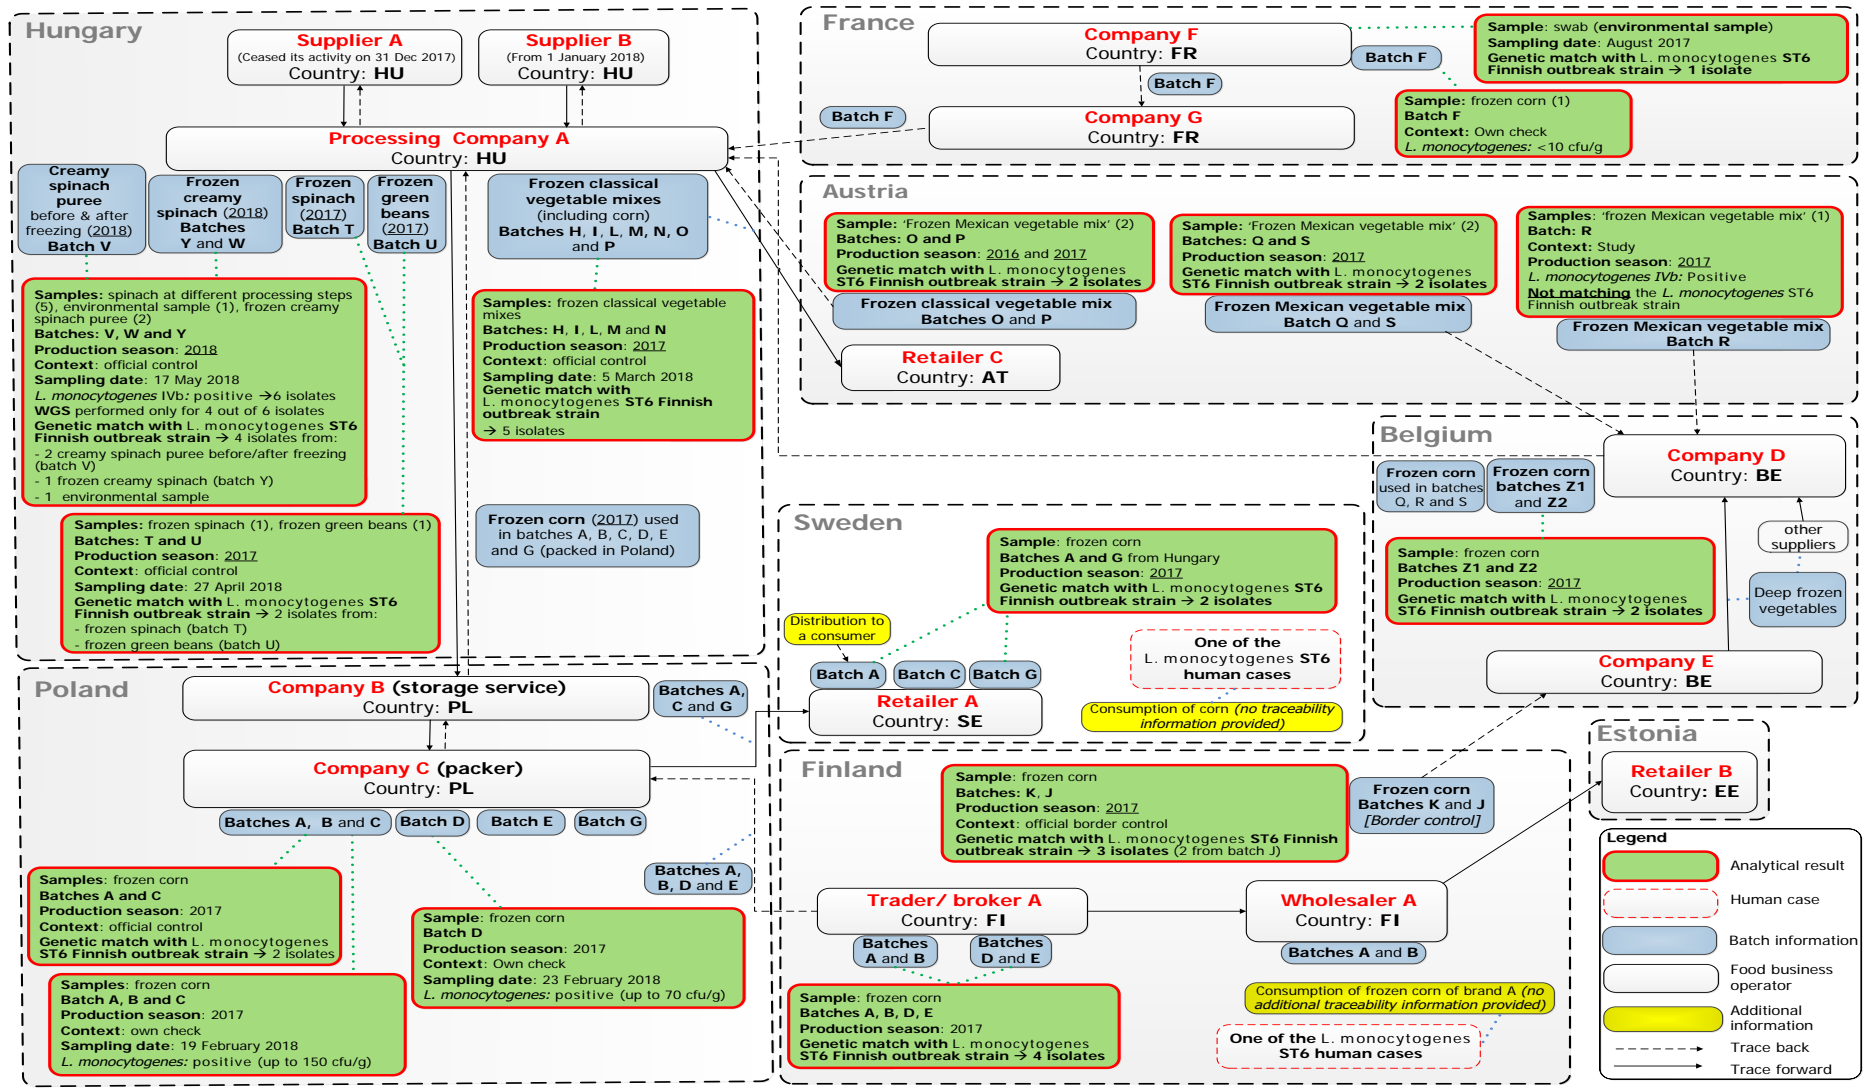 Hungary
Supplier A
(Ceased its activity on 31 Dec 2017)
Country: HU
Supplier B
(From 1 January 2018)
Country: HU
Processing Company A
Country: HU
Creamy
spinach
puree
before & after
freezing (2018)
Batch V
Frozen
creamy
spinach (2018)
Batches
Y and W
Frozen
spinach
(2017)
Batch T
Frozen
green
beans
(2017)
Batch U
Frozen classical
vegetable mixes
(including corn)
Batches H, I, L, M, N, O
and P
Samples: spinach at different processing steps
(5), environmental sample (1), frozen creamy
spinach puree (2)
Batches: V, W and Y
Production season: 2018
Context: official control
Sampling date: 17 May 2018
L. monocytogenes IVb: positive →6 isolates
WGS performed only for 4 out of 6 isolates
Genetic match with L. monocytogenes ST6
Finnish outbreak strain → 4 isolates from:
- 2 creamy spinach puree before/after freezing
(batch V)
- 1 frozen creamy spinach (batch Y)
- 1 environmental sample
Samples: frozen classical vegetable
mixes
Batches: H, I, L, M and N
Production season: 2017
Context: official control
Sampling date: 5 March 2018
Genetic match with
L. monocytogenes ST6 Finnish
outbreak strain
→ 5 isolates
Samples: frozen spinach (1), frozen green beans (1)
Batches: T and U
Production season: 2017
Context: official control
Sampling date: 27 April 2018
Genetic match with L. monocytogenes ST6
Finnish outbreak strain → 2 isolates from:
- frozen spinach (batch T)
- frozen green beans (batch U)
Frozen corn (2017) used
in batches A, B, C, D, E
and G (packed in Poland)
France
Company F
Country: FR
Batch F
Batch F
Company G
Country: FR
Batch F
Sample: swab (environmental sample)
Sampling date: August 2017
Genetic match with L. monocytogenes ST6
Finnish outbreak strain → 1 isolate
Sample: frozen corn (1)
Batch F
Context: Own check
L. monocytogenes: <10 cfu/g
Austria
Sample: ‘Frozen Mexican vegetable mix’ (2)
Batches: O and P
Production season: 2016 and 2017
Genetic match with L. monocytogenes
ST6 Finnish outbreak strain → 2 isolates
Frozen classical vegetable mix
Batches O and P
Retailer C
Country: AT
Sample: ‘Frozen Mexican vegetable mix’ (2)
Batches: Q and S
Production season: 2017
Genetic match with L. monocytogenes
ST6 Finnish outbreak strain → 2 isolates
Frozen Mexican vegetable mix
Batch Q and S
Samples: ‘frozen Mexican vegetable mix’ (1)
Batch: R
Context: Study
Production season: 2017
L. monocytogenes IVb: Positive
Not matching the L. monocytogenes ST6
Finnish outbreak strain
Frozen Mexican vegetable mix
Batch R
Belgium
Company D
Country: BE
Frozen corn
used in batches
Q, R and S
Frozen corn
batches Z1
and Z2
other
suppliers
Sample: frozen corn
Batches Z1 and Z2
Production season: 2017
Genetic match with L. monocytogenes
ST6 Finnish outbreak strain → 2 isolates
Deep frozen
vegetables
Company E
Country: BE
Sweden
Sample: frozen corn
Batches A and G from Hungary
Production season: 2017
Genetic match with L. monocytogenes ST6
Finnish outbreak strain → 2 isolates
Distribution to
a consumer
Batch A
Batch C
Batch G
Retailer A
Country: SE
One of the
L. monocytogenes ST6
human cases
Consumption of corn (no traceability
information provided)
Poland
Company B (storage service)
Country: PL
Batches A,
C and G
Company C (packer)
Country: PL
Batches A, B and C
Batch D
Batch E
Batch G
Batches A,
B, D and E
Samples: frozen corn
Batches A and C
Production season: 2017
Context: official control
Genetic match with L. monocytogenes
ST6 Finnish outbreak strain → 2 isolates
Sample: frozen corn
Batch D
Production season: 2017
Context: Own check
Sampling date: 23 February 2018
L. monocytogenes: positive (up to 70 cfu/g)
Samples: frozen corn
Batch A, B and C
Production season: 2017
Context: own check
Sampling date: 19 February 2018
L. monocytogenes: positive (up to 150 cfu/g)
Finland
Sample: frozen corn
Batches: K, J
Production season: 2017
Context: official border control
Genetic match with L. monocytogenes ST6 Finnish
outbreak strain → 3 isolates (2 from batch J)
Frozen corn
Batches K and J
[Border control]
Trader/ broker A
Country: FI
Batches
A and B
Batches
D and E
Wholesaler A
Country: FI
Batches A and B
Sample: frozen corn
Batches A, B, D, E
Production season: 2017
Genetic match with L. monocytogenes
ST6 Finnish outbreak strain → 4 isolates
Consumption of frozen corn of brand A (no
additional traceability information provided)
One of the L. monocytogenes
ST6 human cases
Estonia
Retailer B
Country: EE
Legend
Analytical result
Human case
Batch information
Food business
operator
Additional
information
Trace back
Trace forward